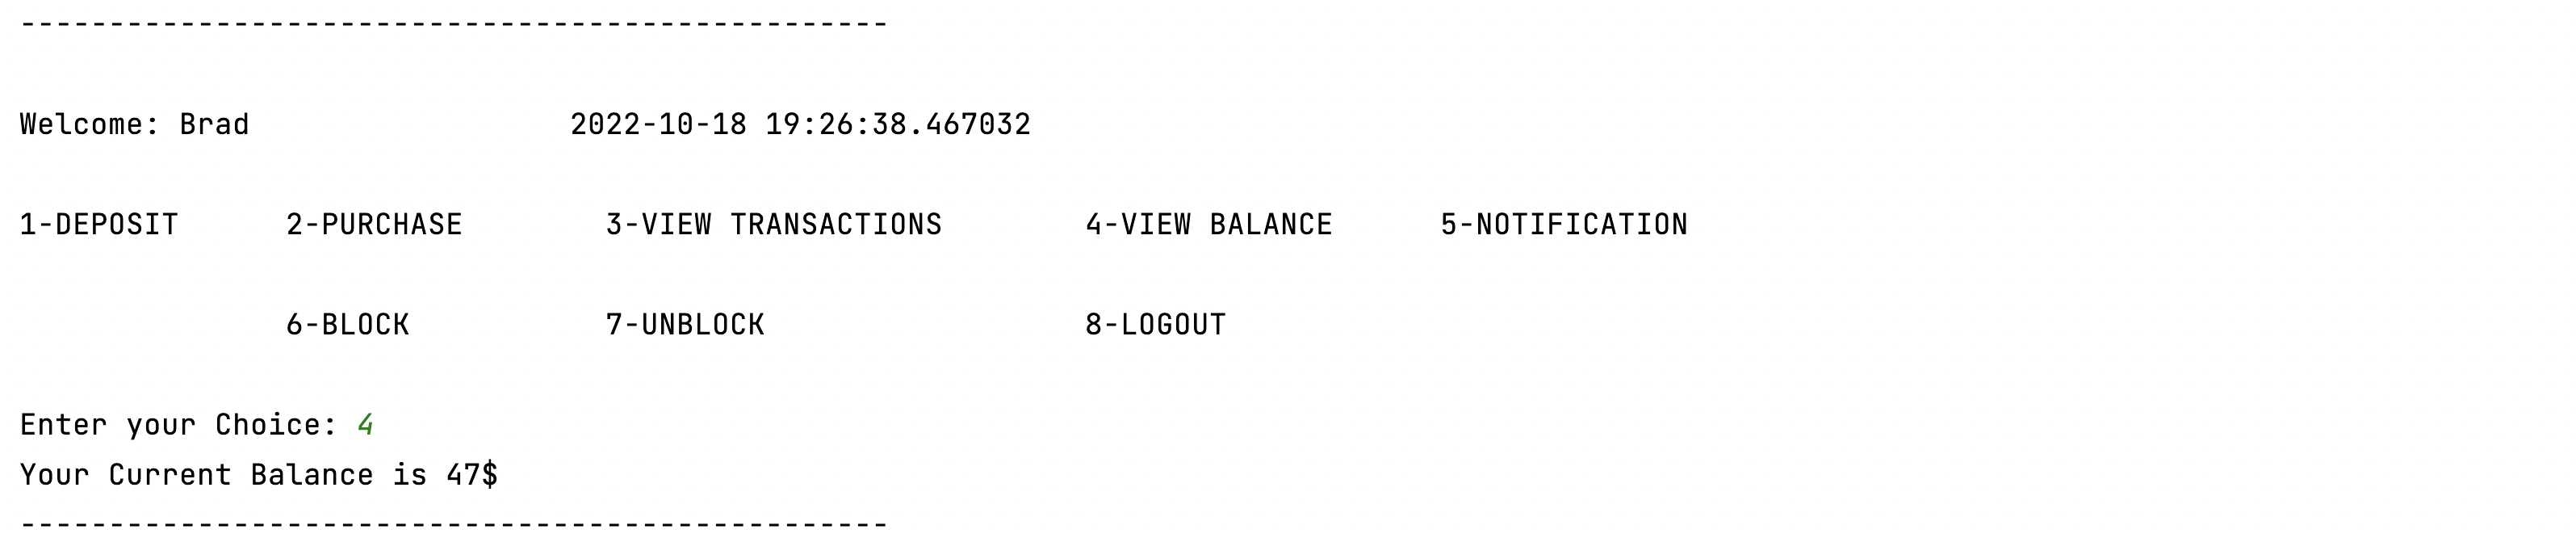 -------------------------------------------------
Welcome: Brad 2022-10-18 19:26:38.467032
1-DEPOSIT 2-PURCHASE 3-VIEW TRANSACTIONS 4-VIEW BALANCE 5-NOTIFICATION
6-BLOCK 7-UNBLOCK 8-LOGOUT
Enter your Choice: 4
Your Current Balance is 47$
-------------------------------------------------